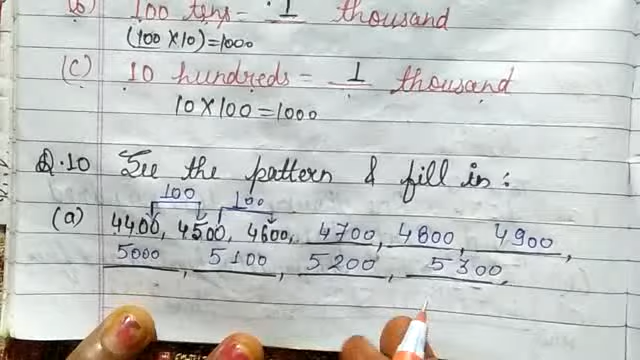 (b) 100 tens = 1 thousand
(100 × 10) = 1000
(c) 10 hundreds = 1 thousand
10 × 100 = 1000
Q.10 See the pattern & fill in :
100 100
(a) 4400, 4500, 4600, 4700, 4800, 4900,
5000, 5100, 5200, 5300